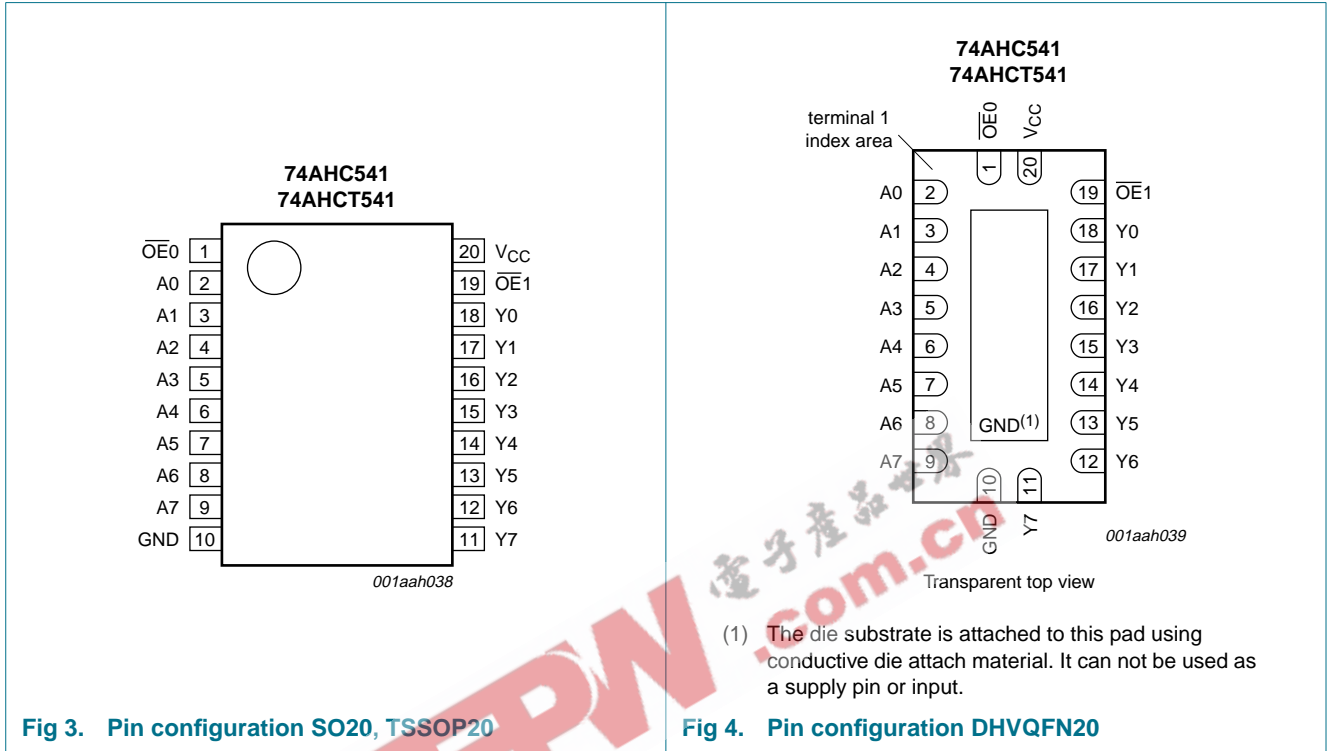 74AHC541
74AHCT541
OE0 1
A0 2
A1 3
A2 4
A3 5
A4 6
A5 7
A6 8
A7 9
GND 10
20 VCC
19 OE1
18 Y0
17 Y1
16 Y2
15 Y3
14 Y4
13 Y5
12 Y6
11 Y7
001aah038
Fig 3. Pin configuration SO20, TSSOP20
74AHC541
74AHCT541
terminal 1
index area
OE0
VCC
1
20
A0 2
A1 3
A2 4
A3 5
A4 6
A5 7
A6 8
A7 9
19 OE1
18 Y0
17 Y1
16 Y2
15 Y3
14 Y4
13 Y5
12 Y6
GND(1)
10
11
GND
Y7
001aah039
Transparent top view
(1) The die substrate is attached to this pad using
conductive die attach material. It can not be used as
a supply pin or input.
Fig 4. Pin configuration DHVQFN20
電子產品世界
.com.cn